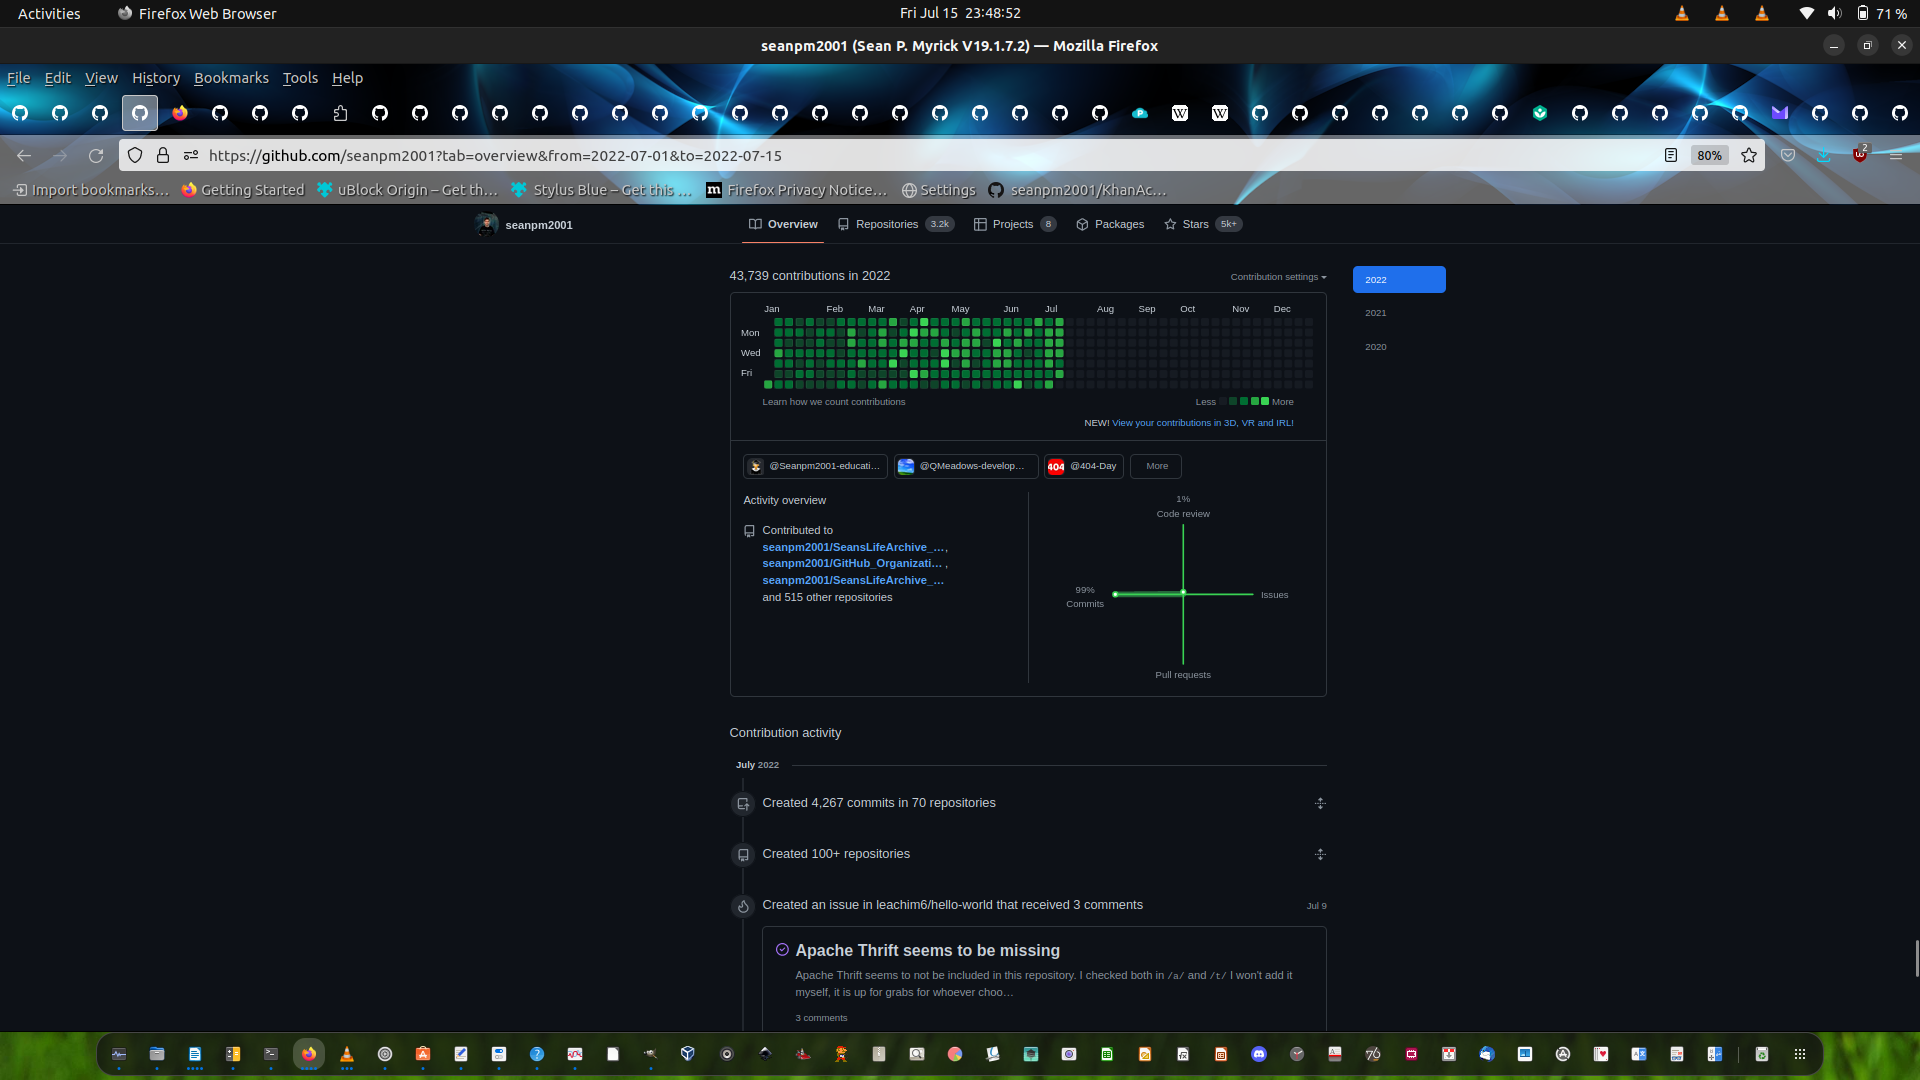 Activities
Firefox Web Browser
Fri Jul 15 23:48:52
71 %
seanpm2001 (Sean P. Myrick V19.1.7.2) — Mozilla Firefox
File Edit View History Bookmarks Tools Help
https://github.com/seanpm2001?tab=overview&from=2022-07-01&to=2022-07-15
80%
2
Import bookmarks… Getting Started uBlock Origin – Get th… Stylus Blue – Get this … Firefox Privacy Notice… Settings seanpm2001/KhanAc…
seanpm2001
Overview Repositories 3.2k Projects 8 Packages Stars 5k+
43,739 contributions in 2022
Contribution settings
2022
2021
2020
Jan Feb Mar Apr May Jun Jul Aug Sep Oct Nov Dec
Mon
Wed
Fri
Learn how we count contributions
Less More
NEW! View your contributions in 3D, VR and IRL!
@Seanpm2001-educati… @QMeadows-develop… 404 @404-Day More
Activity overview
Contributed to
seanpm2001/SeansLifeArchive_…,
seanpm2001/GitHub_Organizati… ,
seanpm2001/SeansLifeArchive_…
and 515 other repositories
1%
Code review
99%
Commits
Issues
Pull requests
Contribution activity
July 2022
Created 4,267 commits in 70 repositories
Created 100+ repositories
Created an issue in leachim6/hello-world that received 3 comments
Jul 9
Apache Thrift seems to be missing
Apache Thrift seems to not be included in this repository. I checked both in /a/ and /t/ I won't add it
myself, it is up for grabs for whoever choo…
3 comments